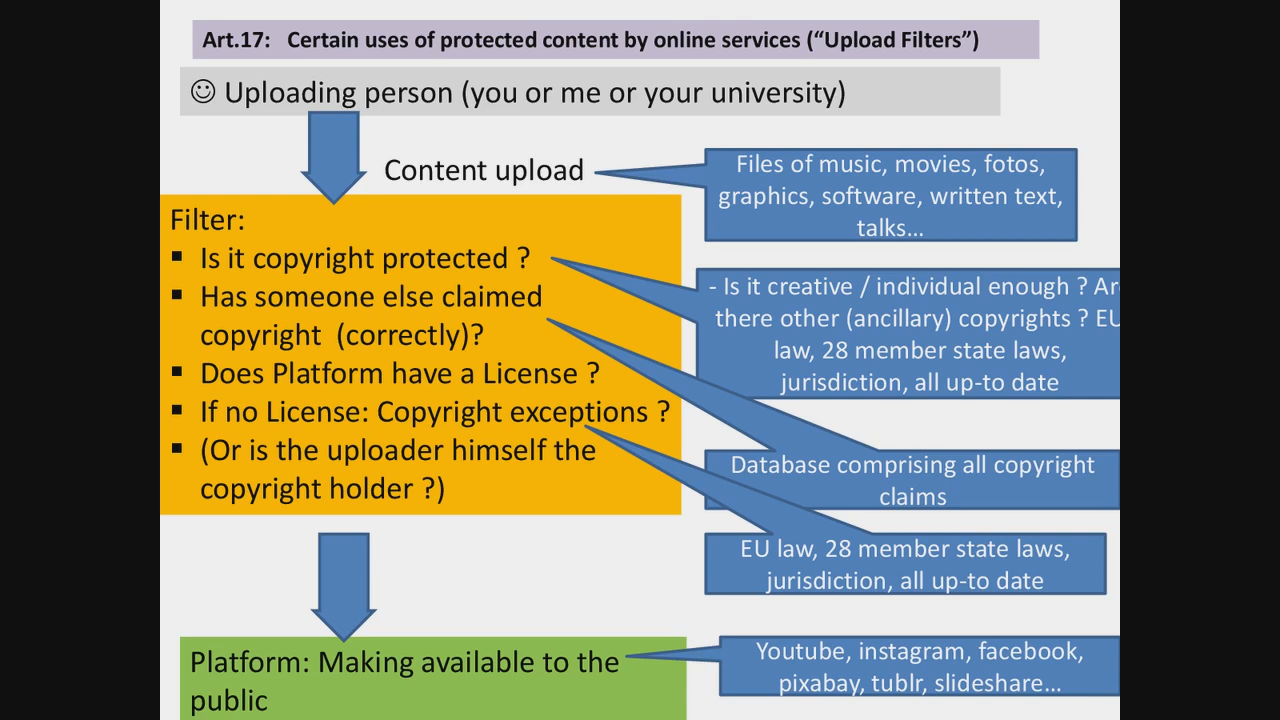 Art.17: Certain uses of protected content by online services (“Upload Filters”)
☺ Uploading person (you or me or your university)
Content upload
Files of music, movies, fotos,
graphics, software, written text,
talks…
Filter:
▪ Is it copyright protected ?
▪ Has someone else claimed
copyright (correctly)?
▪ Does Platform have a License ?
▪ If no License: Copyright exceptions ?
▪ (Or is the uploader himself the
copyright holder ?)
- Is it creative / individual enough ? Ar
there other (ancillary) copyrights ? EU
law, 28 member state laws,
jurisdiction, all up-to date
Database comprising all copyright
claims
EU law, 28 member state laws,
jurisdiction, all up-to date
Platform: Making available to the
public
Youtube, instagram, facebook,
pixabay, tublr, slideshare…